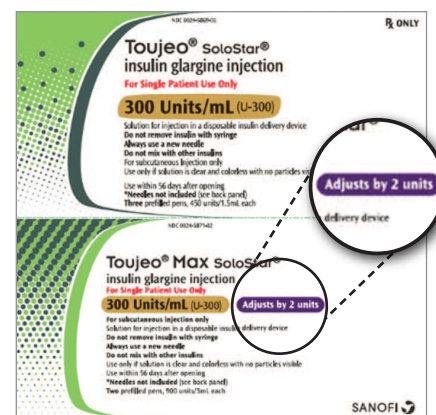 NDC 0024-5869-03
Rx ONLY
Toujeo® SoloStar®
insulin glargine injection
For Single Patient Use Only
300 Units/mL (U-300)
Solution for injection in a disposable insulin delivery device
Do not remove insulin with syringe
Always use a new needle
Do not mix with other insulins
For subcutaneous Injection only
Use only if solution is clear and colorless with no particles visible
Use within 56 days after opening
*Needles not included (see back panel)
Three prefilled pens, 450 units/1.5mL each
Adjusts by 2 units
delivery device
NDC 0024-5871-02
Toujeo® Max SoloStar®
insulin glargine injection
For Single Patient Use Only
300 Units/mL (U-300)
Adjusts by 2 units
For subcutaneous injection only
Solution for injection in a disposable insulin delivery device
Do not remove insulin with syringe
Always use a new needle
Do not mix with other insulins
Use only if solution is clear and colorless with no particles visible
Use within 56 days after opening
*Needles not included (see back panel)
Two prefilled pens, 900 units/3mL each
SANOFI